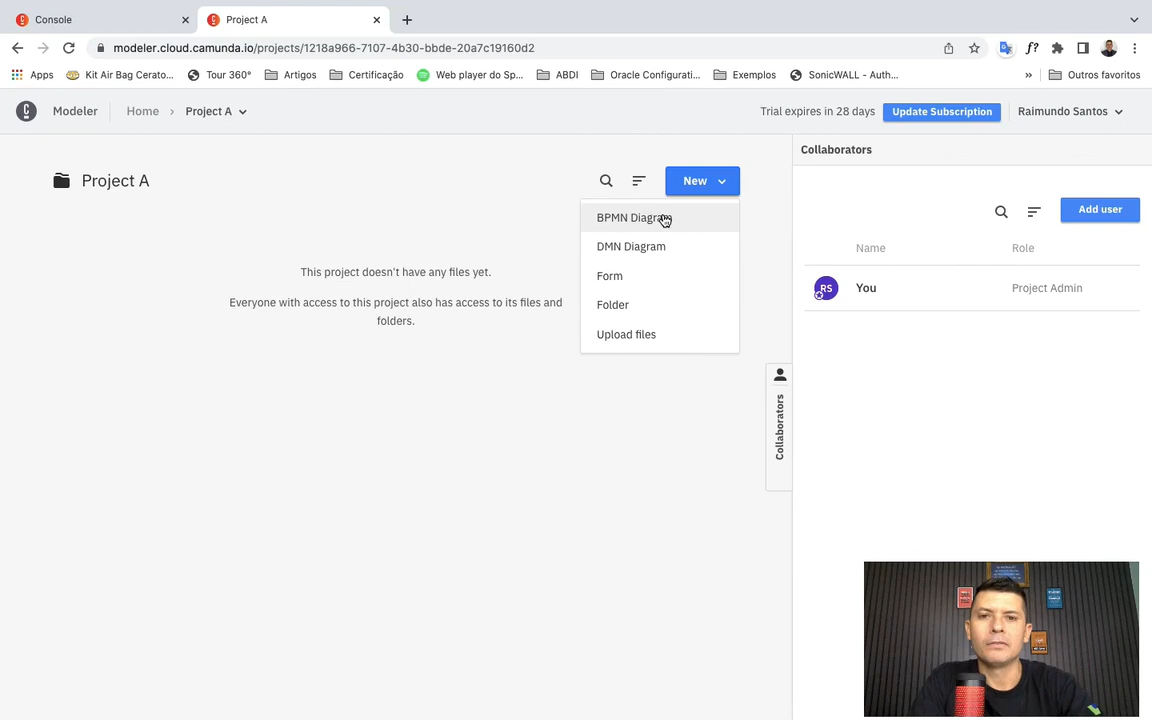 Console
Project A
modeler.cloud.camunda.io/projects/1218a966-7107-4b30-bbde-20a7c19160d2
Apps
Kit Air Bag Cerato...
Tour 360°
Artigos
Certificação
Web player do Sp...
ABDI
Oracle Configurati...
Exemplos
SonicWALL - Auth...
»
Outros favoritos
Modeler
Home
Project A
Trial expires in 28 days
Update Subscription
Raimundo Santos
Collaborators
Project A
New
BPMN Diagram
DMN Diagram
Form
Folder
Upload files
This project doesn't have any files yet.
Everyone with access to this project also has access to its files and
folders.
Collaborators
Add user
Name
Role
RS
You
Project Admin